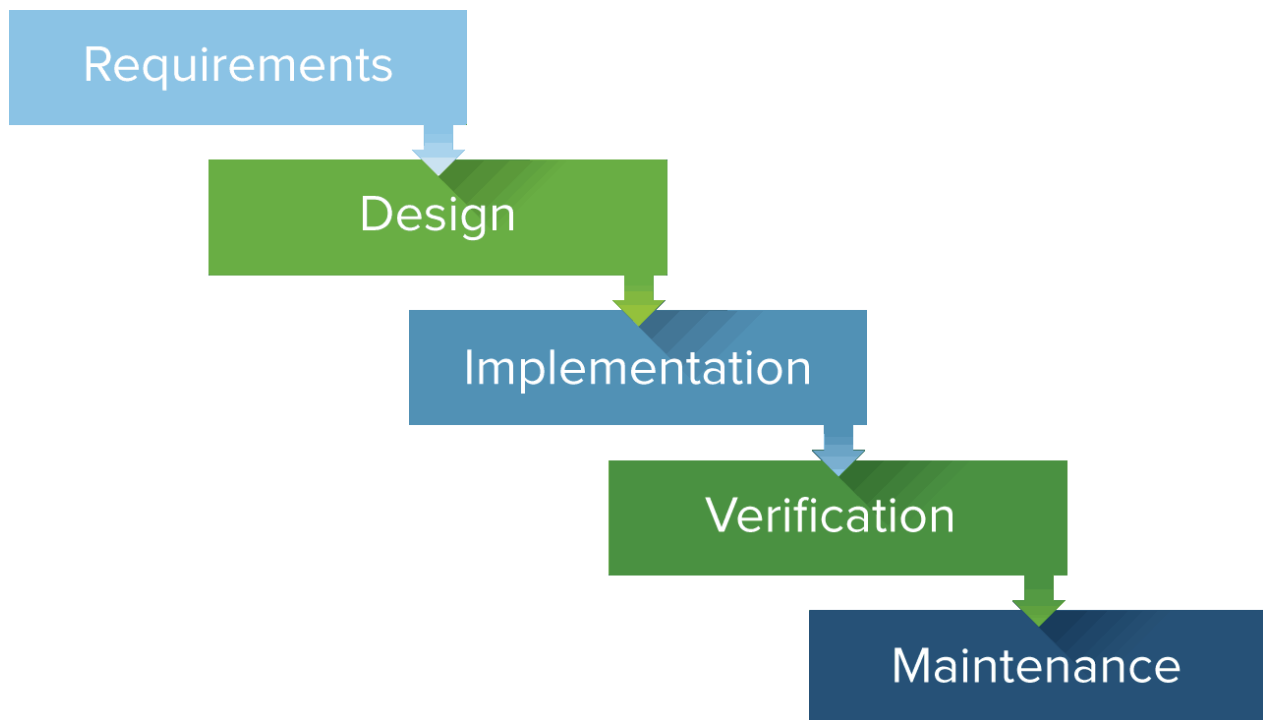 Requirements
Design
Implementation
Verification
Maintenance